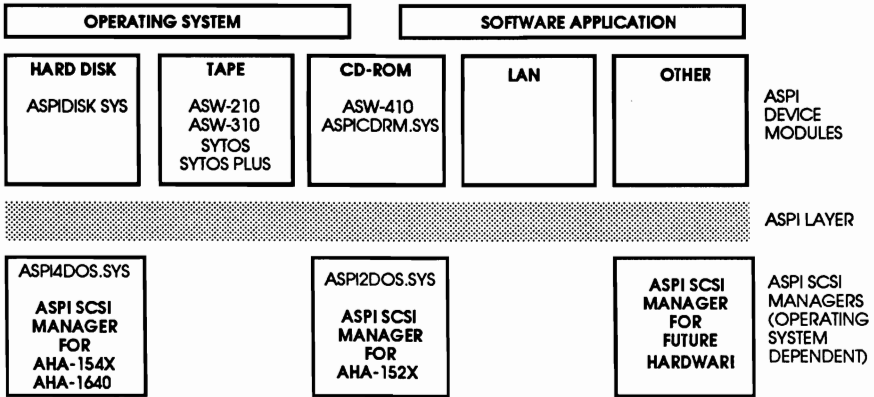 OPERATING SYSTEM
SOFTWARE APPLICATION
HARD DISK
ASPIDISK SYS
TAPE
ASW-210
ASW-310
SYTOS
SYTOS PLUS
CD-ROM
ASW-410
ASPICDRM.SYS
LAN
OTHER
ASPI
DEVICE
MODULES
ASPI LAYER
ASPI4DOS.SYS
ASPI SCSI
MANAGER
FOR
AHA-154X
AHA-1640
ASPI2DOS.SYS
ASPI SCSI
MANAGER
FOR
AHA-152X
ASPI SCSI
MANAGER
FOR
FUTURE
HARDWARI
ASPI SCSI
MANAGERS
(OPERATING
SYSTEM
DEPENDENT)